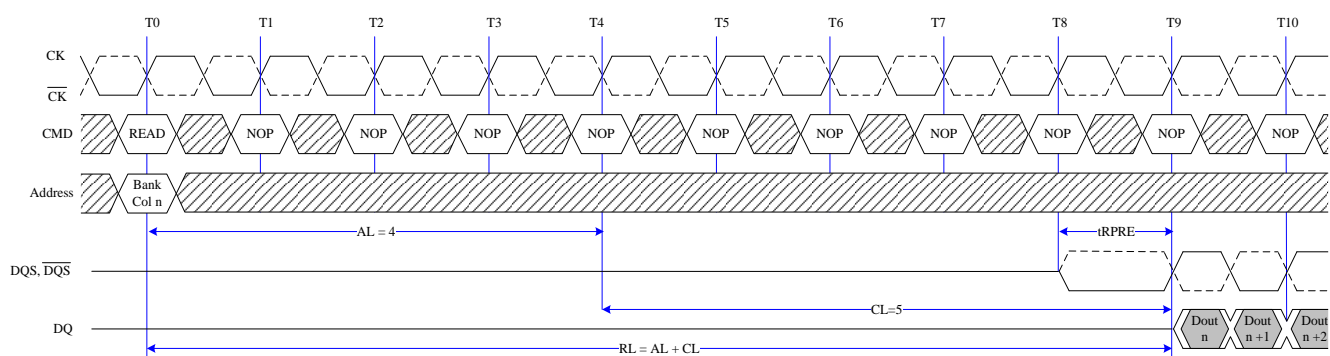 T0 T1 T2 T3 T4 T5 T6 T7 T8 T9 T10
CK
CK
CMD READ NOP NOP NOP NOP NOP NOP NOP NOP NOP NOP
Address Bank
Col n
AL = 4 tRPRE
DQS, DQS
CL=5
DQ Dout Dout Dout
n n +1 n +2
RL = AL + CL